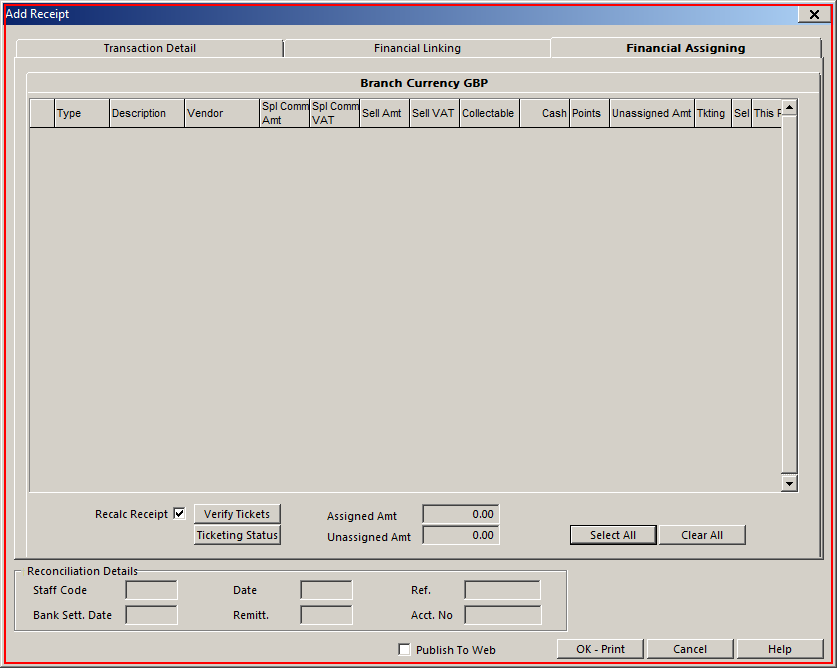 Add Receipt
Transaction Detail Financial Linking Financial Assigning
Branch Currency GBP
Type Description Vendor Spl Comm Amt Spl Comm VAT Sell Amt Sell VAT Collectable Cash Points Unassigned Amt Tkting Sel This
Recalc Receipt Verify Tickets Assigned Amt 0.00
Ticketing Status Unassigned Amt 0.00 Select All Clear All
Reconciliation Details
Staff Code Date Ref.
Bank Sett. Date Remitt. Acct. No
Publish To Web OK - Print Cancel Help